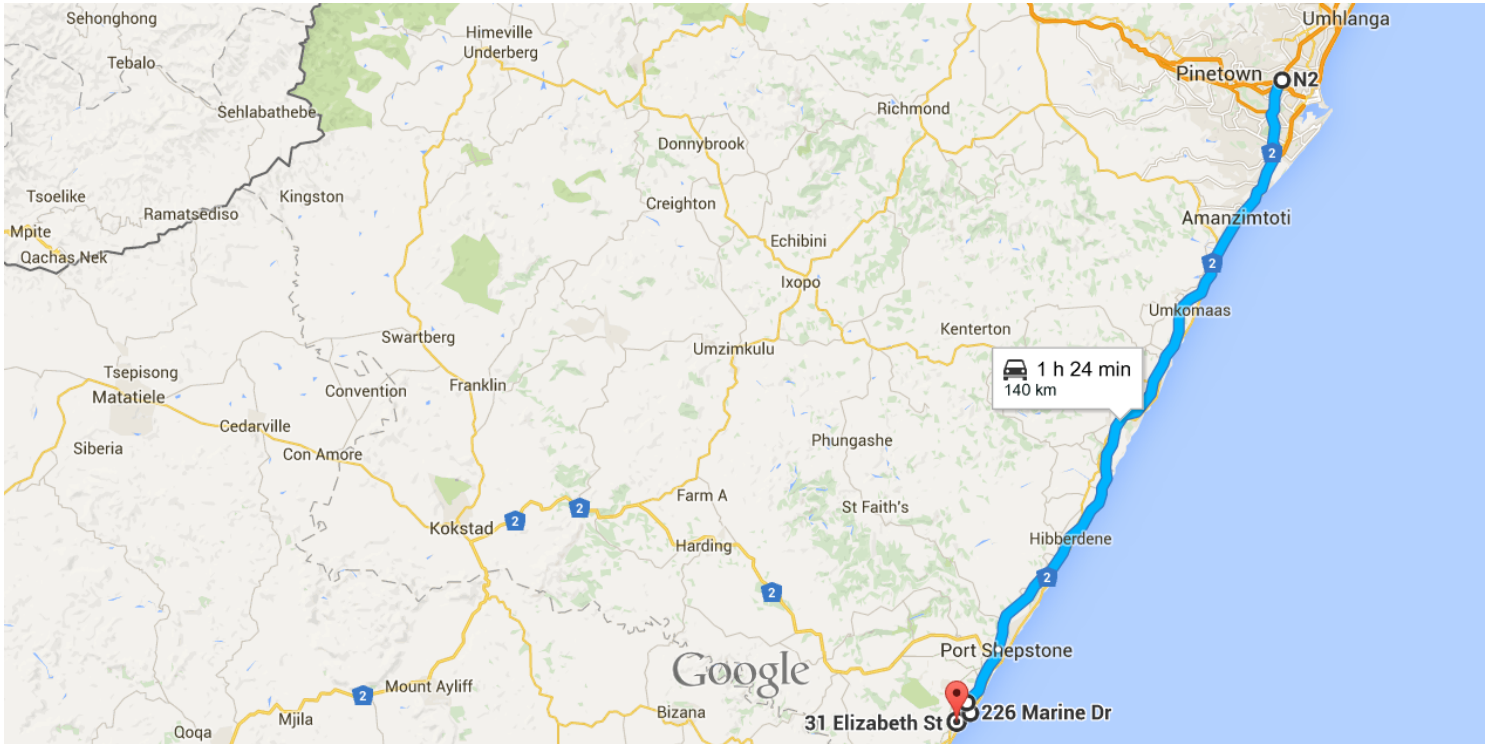 Sehonghong
Himeville
Underberg
Umhlanga
Tebalo
Pinetown
N2
Sehlabathebe
Richmond
Donnybrook
2
Tsoelike
Kingston
Creighton
Ramatsediso
Amanzimtoti
Mpite
Echibini
Qachas Nek
2
Ixopo
Umkomaas
Swartberg
Kenterton
Umzimkulu
1 h 24 min
140 km
Tsepisong
Matatiele
Convention
Franklin
Cedarville
Phungashe
Siberia
Con Amore
Farm A
St Faith's
2
2
Kokstad
Hibberdene
Harding
2
2
Port Shepstone
Google
Mount Ayliff
2
Bizana
226 Marine Dr
31 Elizabeth St
Mjila
Qoqa